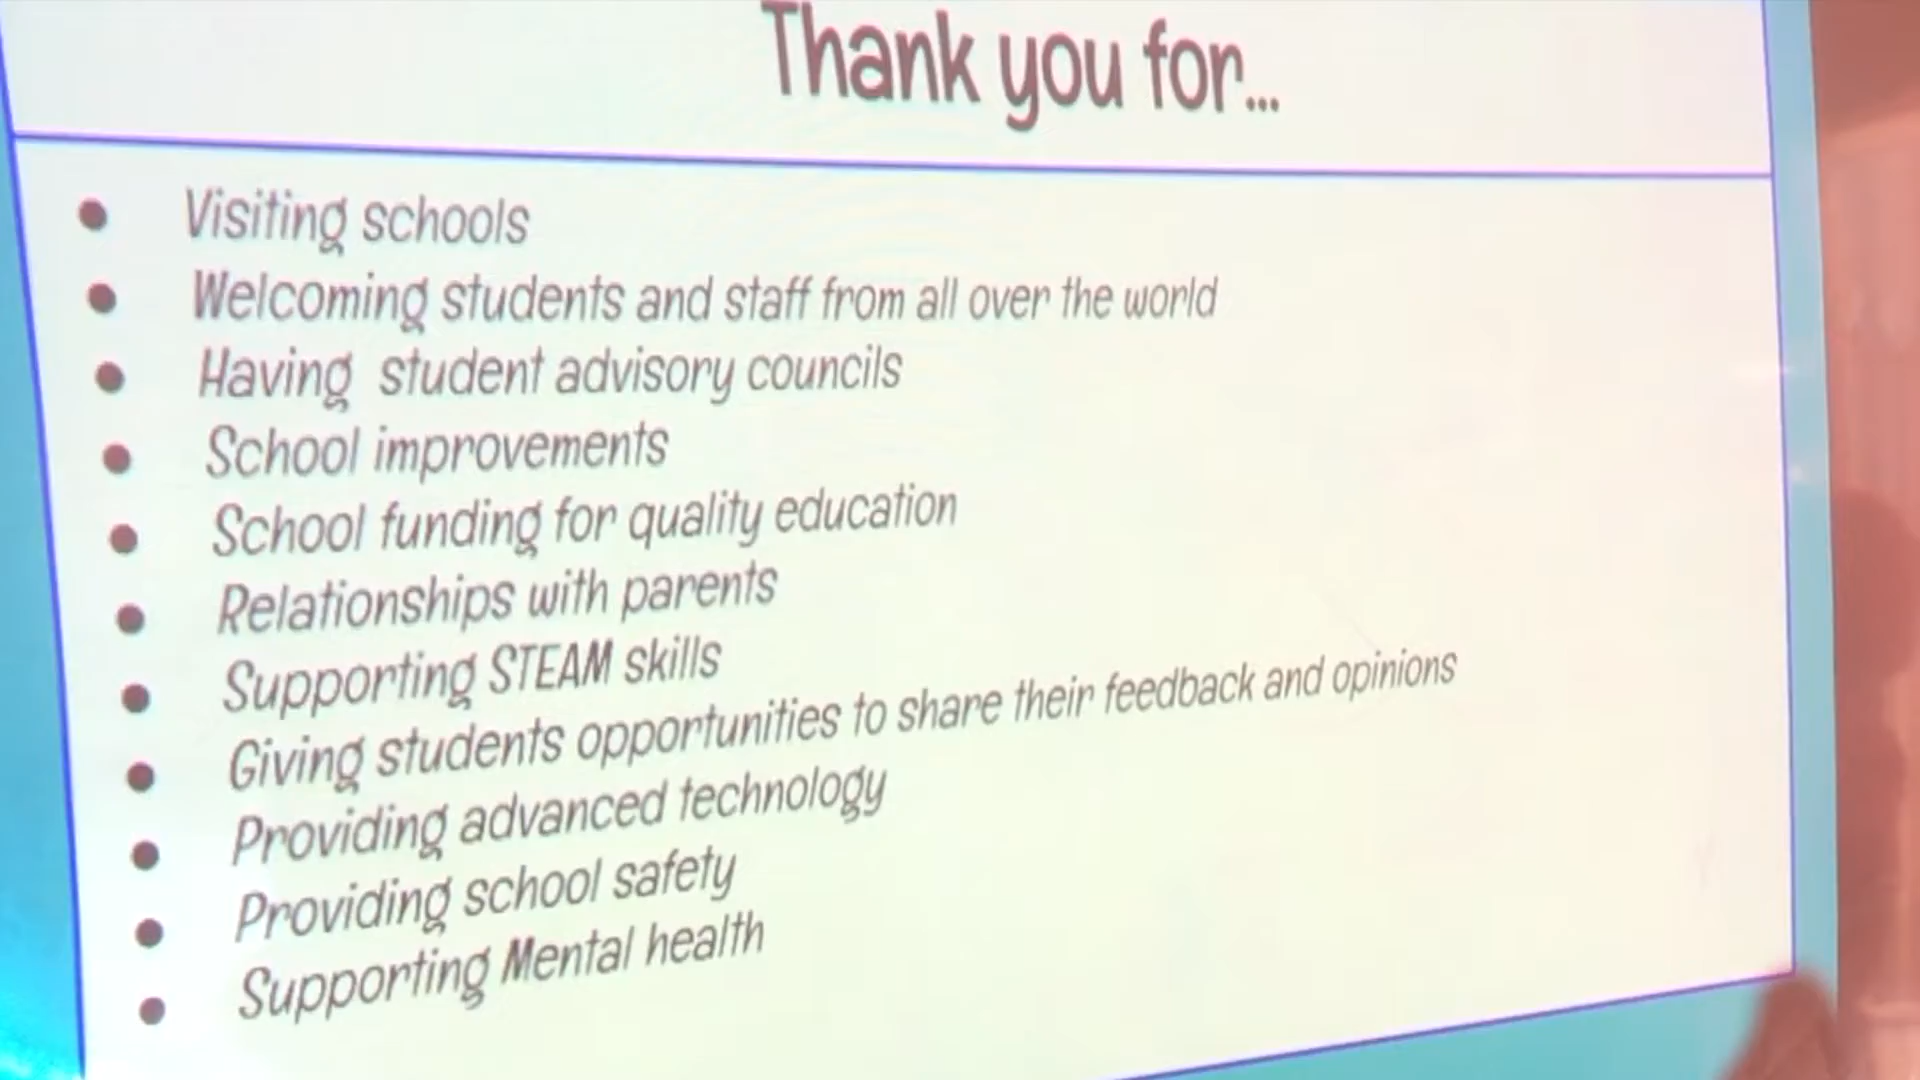 Thank you for...
• Visiting schools
• Welcoming students and staff from all over the world
• Having  student advisory councils
• School improvements
• School funding for quality education
• Relationships with parents
• Supporting STEAM skills
• Giving students opportunities to share their feedback and opinions
• Providing advanced technology
• Providing school safety
• Supporting Mental health